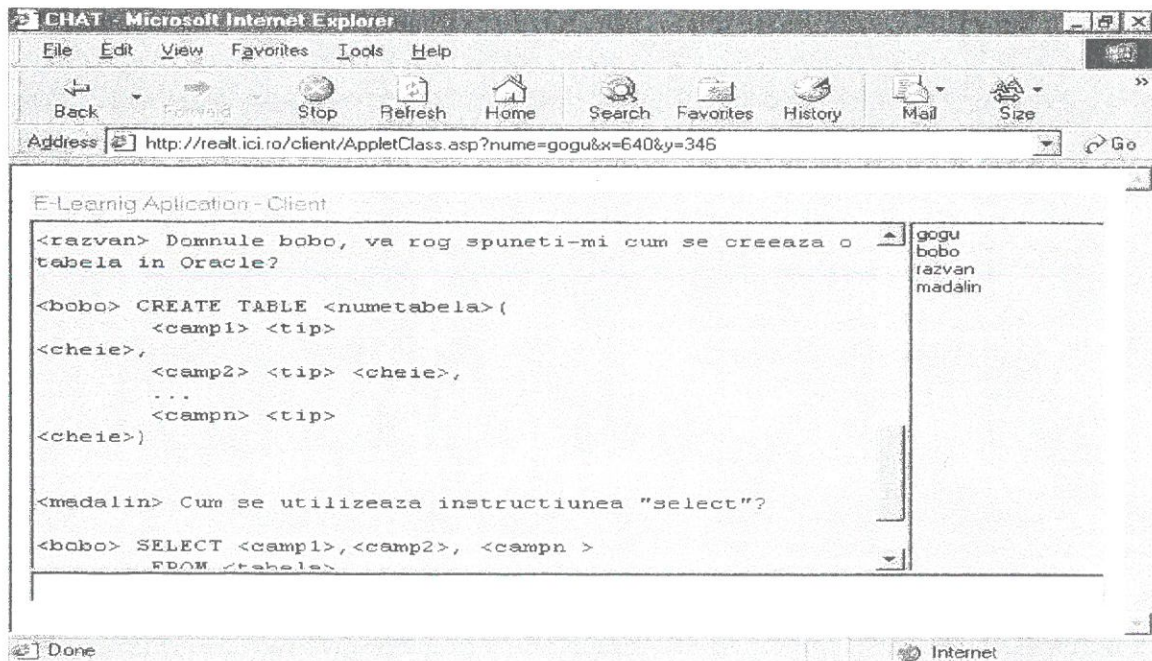 CHAT - Microsoft Internet Explorer
File Edit View Favorites Tools Help
Back Forward Stop Refresh Home Search Favorites History Mail Size »
Address http://realt.ici.ro/client/AppletClass.asp?nume=gogu&x=640&y=346 Go
E-Learnig Aplication - Client
<razvan> Domnule bobo, va rog spuneti-mi cum se creeaza o
tabela in Oracle?
<bobo> CREATE TABLE <numetabela>(
<camp1> <tip>
<cheie>,
<camp2> <tip> <cheie>,
...
<campn> <tip>
<cheie>)
<madalin> Cum se utilizeaza instructiunea "select"?
<bobo> SELECT <camp1>,<camp2>, <campn >
FROM <tabela>
gogu
bobo
razvan
madalin
Done Internet